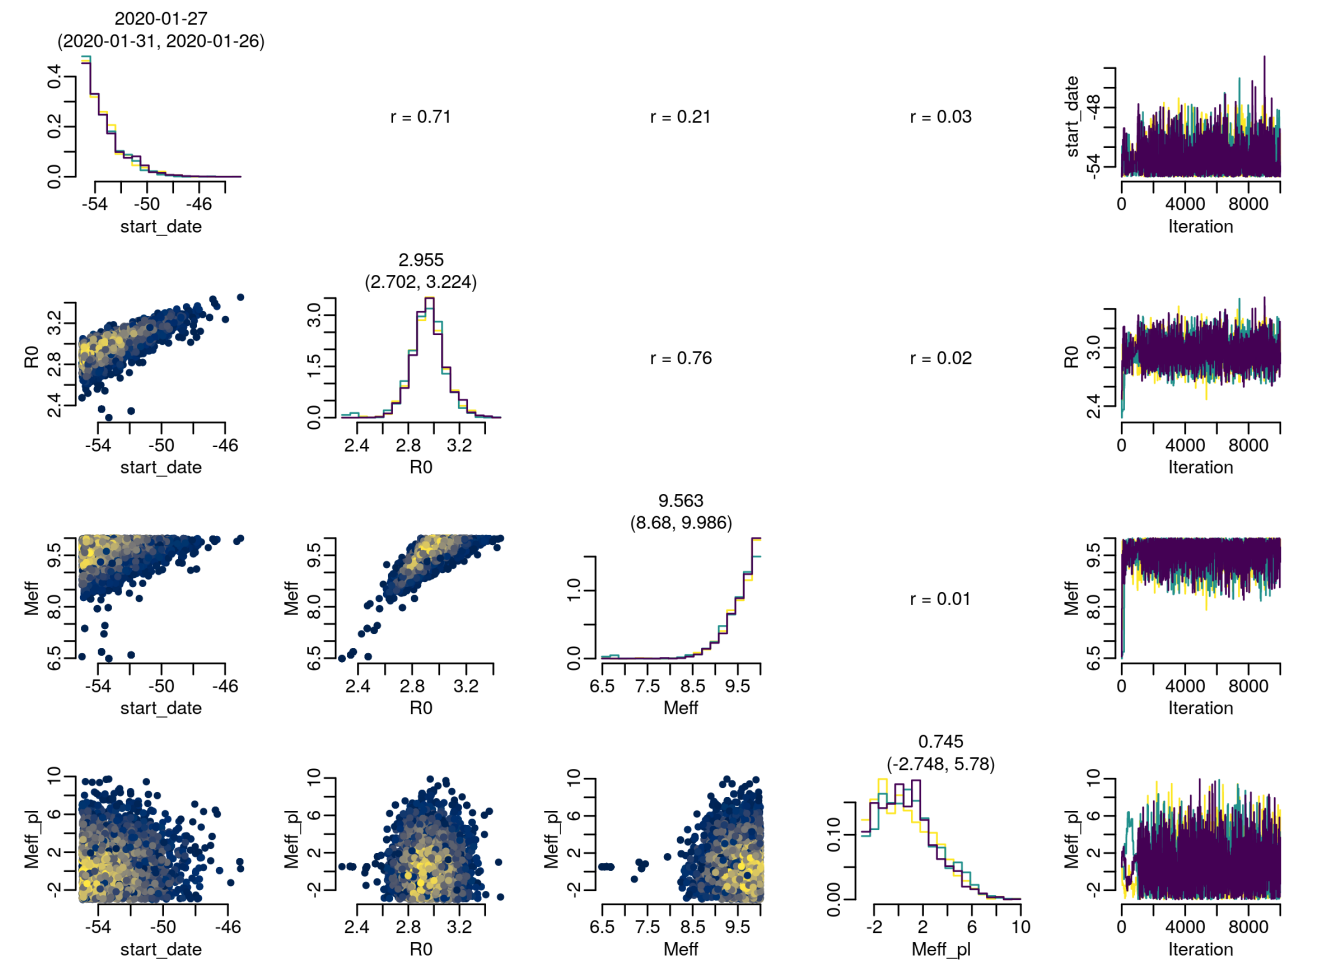 2020-01-27
(2020-01-31, 2020-01-26)
0.0 0.2 0.4
-54 -50 -46
start_date
r = 0.71
r = 0.21
r = 0.03
start_date
-54 -48
0 4000 8000
Iteration
R0
2.4 2.8 3.2
-54 -50 -46
start_date
2.955
(2.702, 3.224)
0.0 1.5 3.0
2.4 2.8 3.2
R0
r = 0.76
r = 0.02
R0
2.4 3.0
0 4000 8000
Iteration
Meff
6.5 8.0 9.5
-54 -50 -46
start_date
Meff
6.5 8.0 9.5
2.4 2.8 3.2
R0
9.563
(8.68, 9.986)
0.0 1.0
6.5 7.5 8.5 9.5
Meff
r = 0.01
Meff
6.5 8.0 9.5
0 4000 8000
Iteration
Meff_pl
-2 2 6 10
-54 -50 -46
start_date
Meff_pl
-2 2 6 10
2.4 2.8 3.2
R0
Meff_pl
-2 2 6 10
6.5 7.5 8.5 9.5
Meff
0.745
(-2.748, 5.78)
0.00 0.10
-2 2 6 10
Meff_pl
Meff_pl
-2 2 6 10
0 4000 8000
Iteration